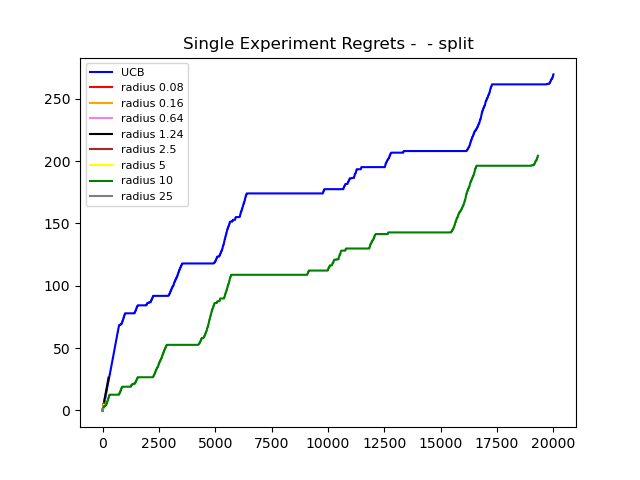 Single Experiment Regrets -  - split
UCB
radius 0.08
radius 0.16
radius 0.64
radius 1.24
radius 2.5
radius 5
radius 10
radius 25
250
200
150
100
50
0
0 2500 5000 7500 10000 12500 15000 17500 20000